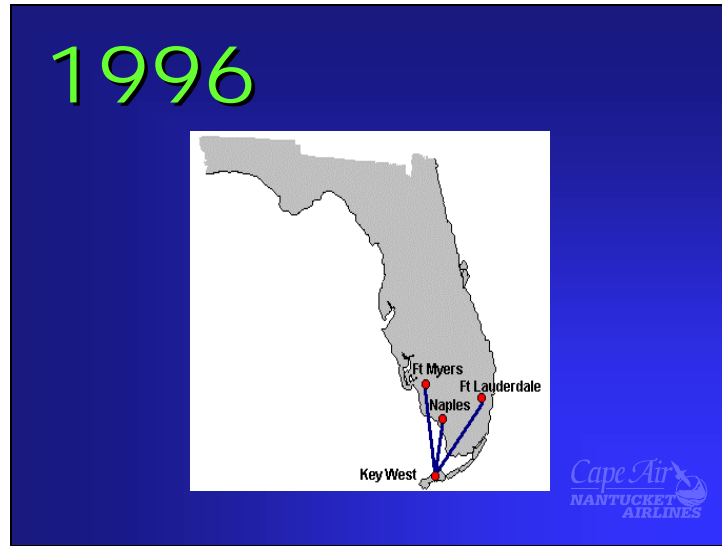 1996
Ft Myers
Ft Lauderdale
Naples
Key West
Cape Air
NANTUCKET
AIRLINES